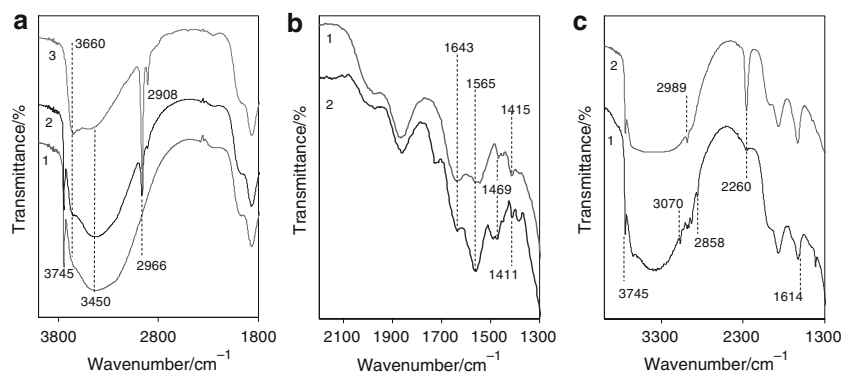 a
3660
3
2908
2
1
3745
3450
2966
Transmittance/%
3800 2800 1800
Wavenumber/cm⁻¹
b
1643
1
1565
1415
2
1469
1411
Transmittance/%
2100 1900 1700 1500 1300
Wavenumber/cm⁻¹
c
2989
2
1
3070
2260
2858
3745
1614
Transmittance/%
3300 2300 1300
Wavenumber/cm⁻¹